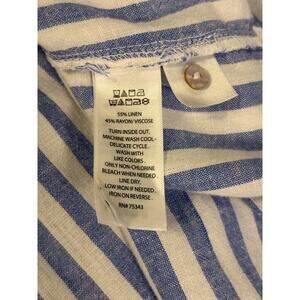 55% LINEN
45% RAYON/ VISCOSE
TURN INSIDE OUT.
MACHINE WASH COOL -
DELICATE CYCLE .
WASH WITH
LIKE COLORS .
ONLY NON-CHLORINE
BLEACH WHEN NEEDED .
LINE DRY.
LOW IRON IF NEEDED .
IRON ON REVERSE .
RN# 75343